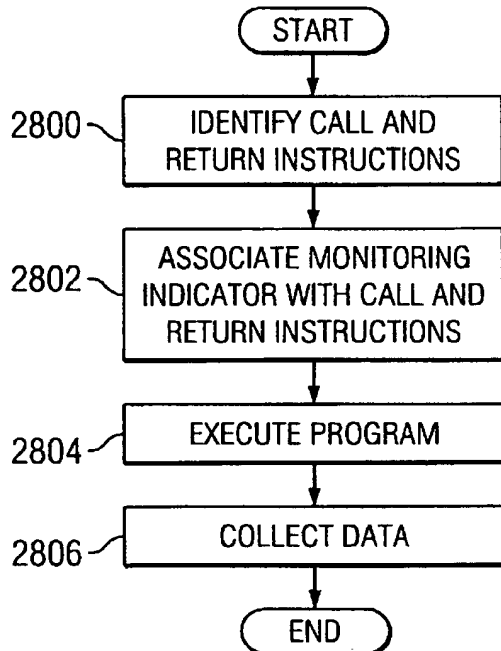 START
2800
IDENTIFY CALL AND
RETURN INSTRUCTIONS
2802
ASSOCIATE MONITORING
INDICATOR WITH CALL AND
RETURN INSTRUCTIONS
2804
EXECUTE PROGRAM
2806
COLLECT DATA
END